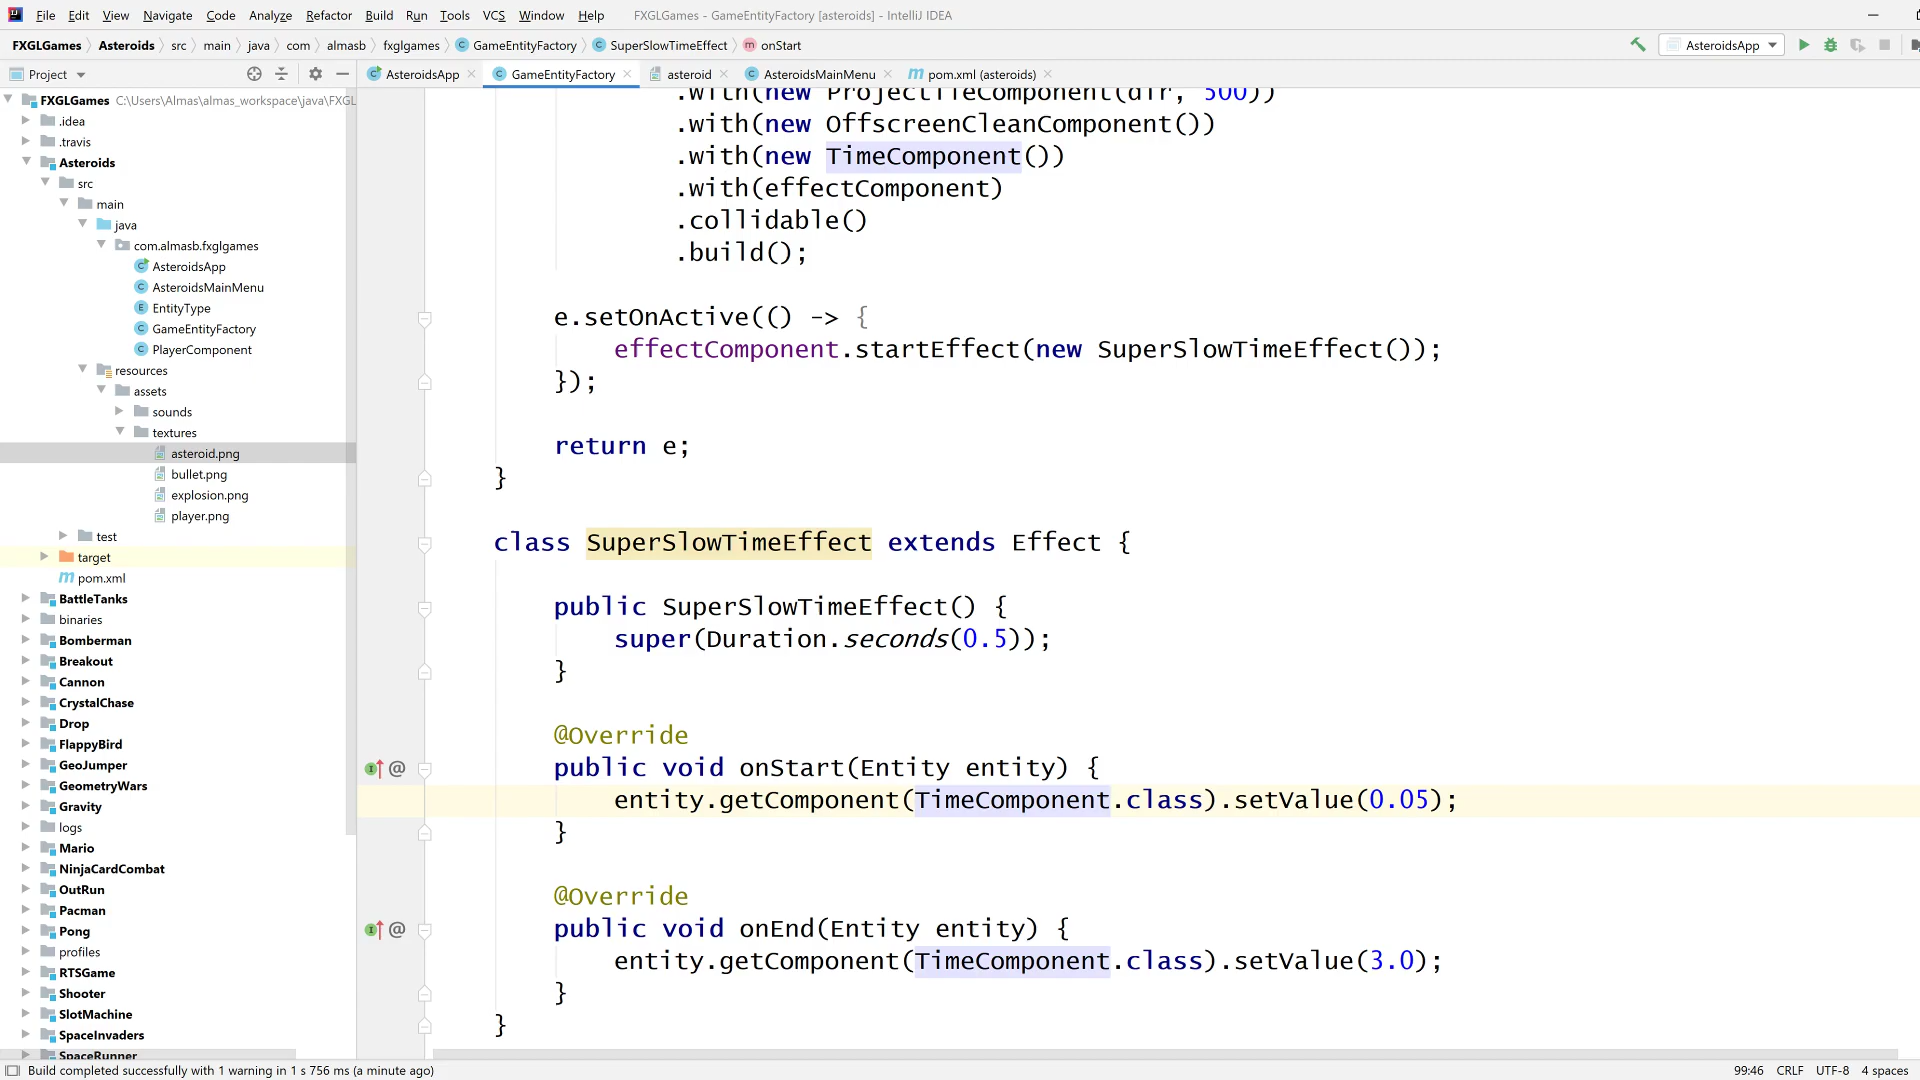 File Edit View Navigate Code Analyze Refactor Build Run Tools VCS Window Help FXGLGames - GameEntityFactory [asteroids] - IntelliJ IDEA
FXGLGames Asteroids src main java com almasb fxglgames GameEntityFactory SuperSlowTimeEffect onStart AsteroidsApp
Project AsteroidsApp GameEntityFactory asteroid AsteroidsMainMenu pom.xml (asteroids)
FXGLGames C:\Users\Almas\almas_workspace\java\FXGL
.idea
.travis
Asteroids
src
main
java
com.almasb.fxglgames
AsteroidsApp
AsteroidsMainMenu
EntityType
GameEntityFactory
PlayerComponent
resources
assets
sounds
textures
asteroid.png
bullet.png
explosion.png
player.png
test
target
pom.xml
BattleTanks
binaries
Bomberman
Breakout
Cannon
CrystalChase
Drop
FlappyBird
GeoJumper
GeometryWars
Gravity
logs
Mario
NinjaCardCombat
OutRun
Pacman
Pong
profiles
RTSGame
Shooter
SlotMachine
SpaceInvaders
SpaceRunner
.with(new ProjectileComponent(dir, 500))
.with(new OffscreenCleanComponent())
.with(new TimeComponent())
.with(effectComponent)
.collidable()
.build();
e.setOnActive(() -> {
effectComponent.startEffect(new SuperSlowTimeEffect());
});
return e;
}
class SuperSlowTimeEffect extends Effect {
public SuperSlowTimeEffect() {
super(Duration.seconds(0.5));
}
@Override
public void onStart(Entity entity) {
entity.getComponent(TimeComponent.class).setValue(0.05);
}
@Override
public void onEnd(Entity entity) {
entity.getComponent(TimeComponent.class).setValue(3.0);
}
}
Build completed successfully with 1 warning in 1 s 756 ms (a minute ago) 99:46 CRLF UTF-8 4 spaces